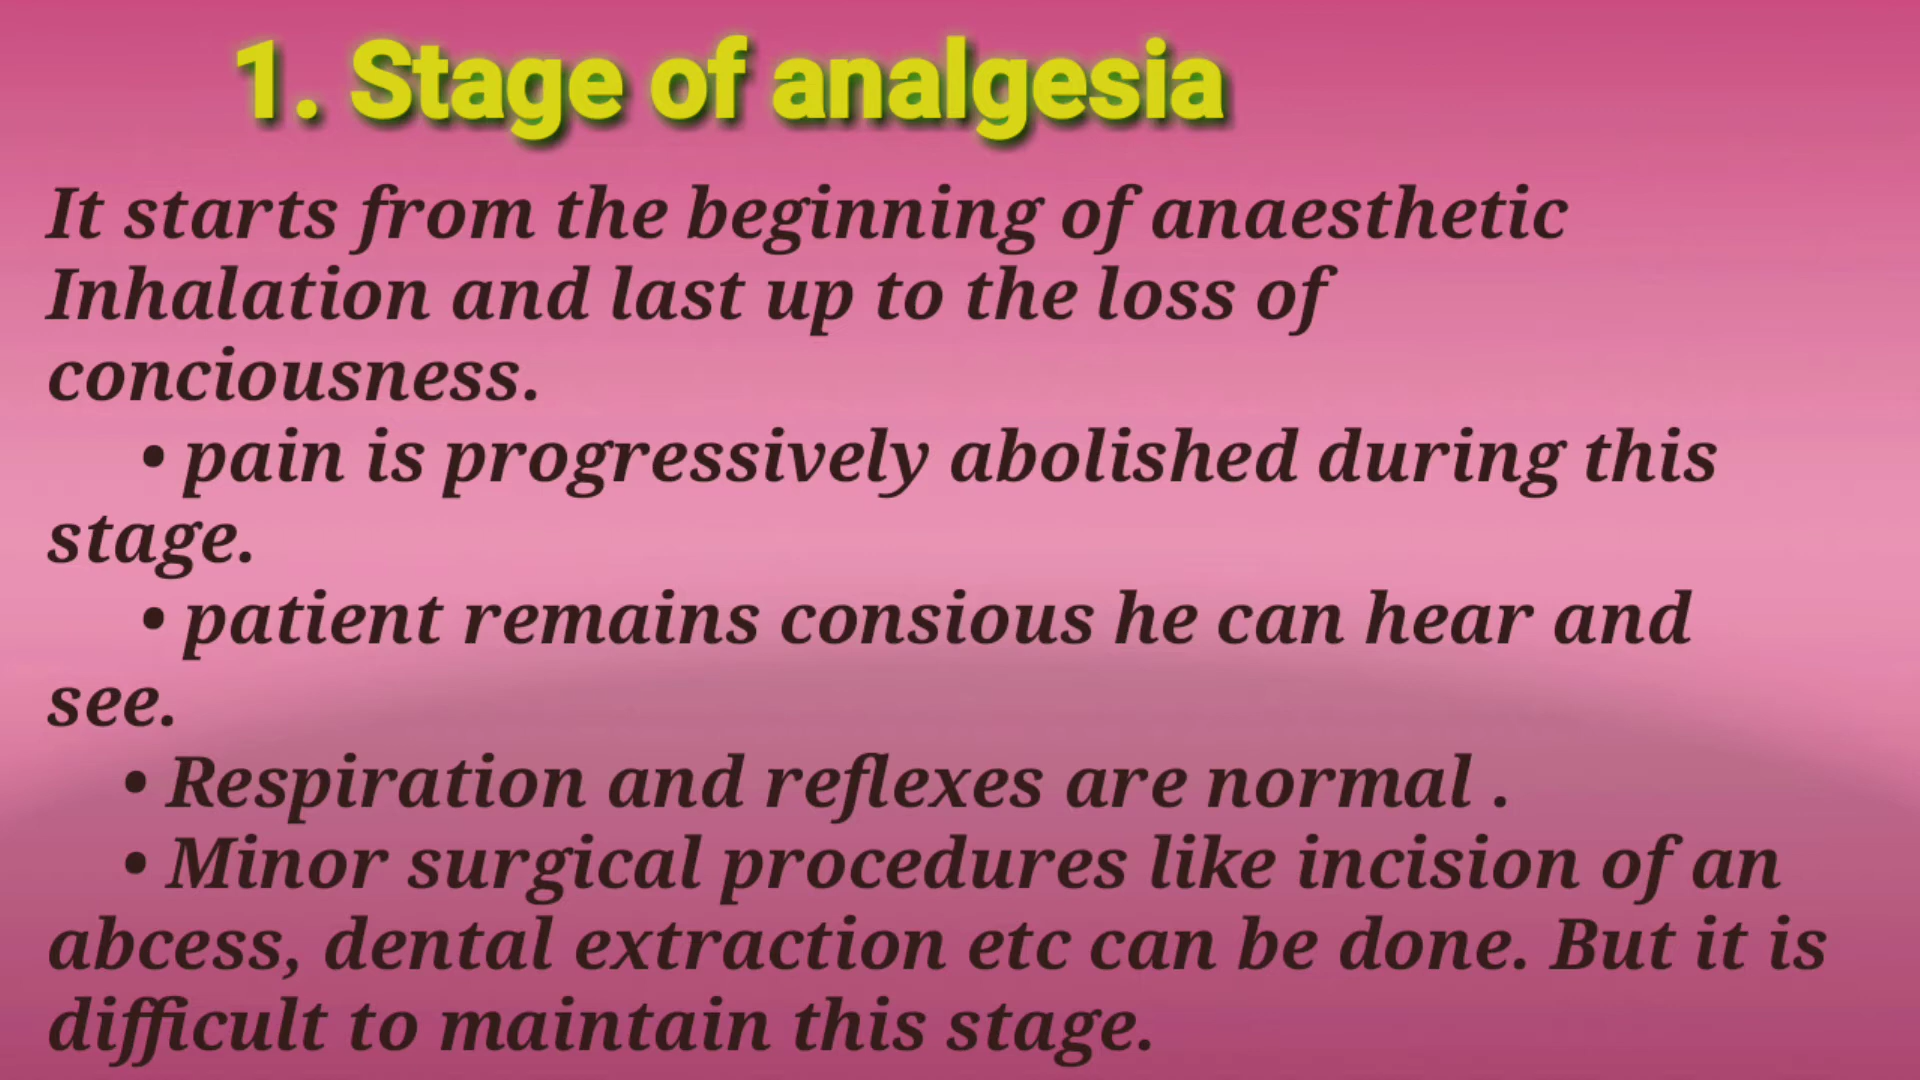 1. Stage of analgesia
It starts from the beginning of anaesthetic
Inhalation and last up to the loss of
conciousness.
• pain is progressively abolished during this
stage.
• patient remains consious he can hear and
see.
• Respiration and reflexes are normal .
• Minor surgical procedures like incision of an
abcess, dental extraction etc can be done. But it is
difficult to maintain this stage.